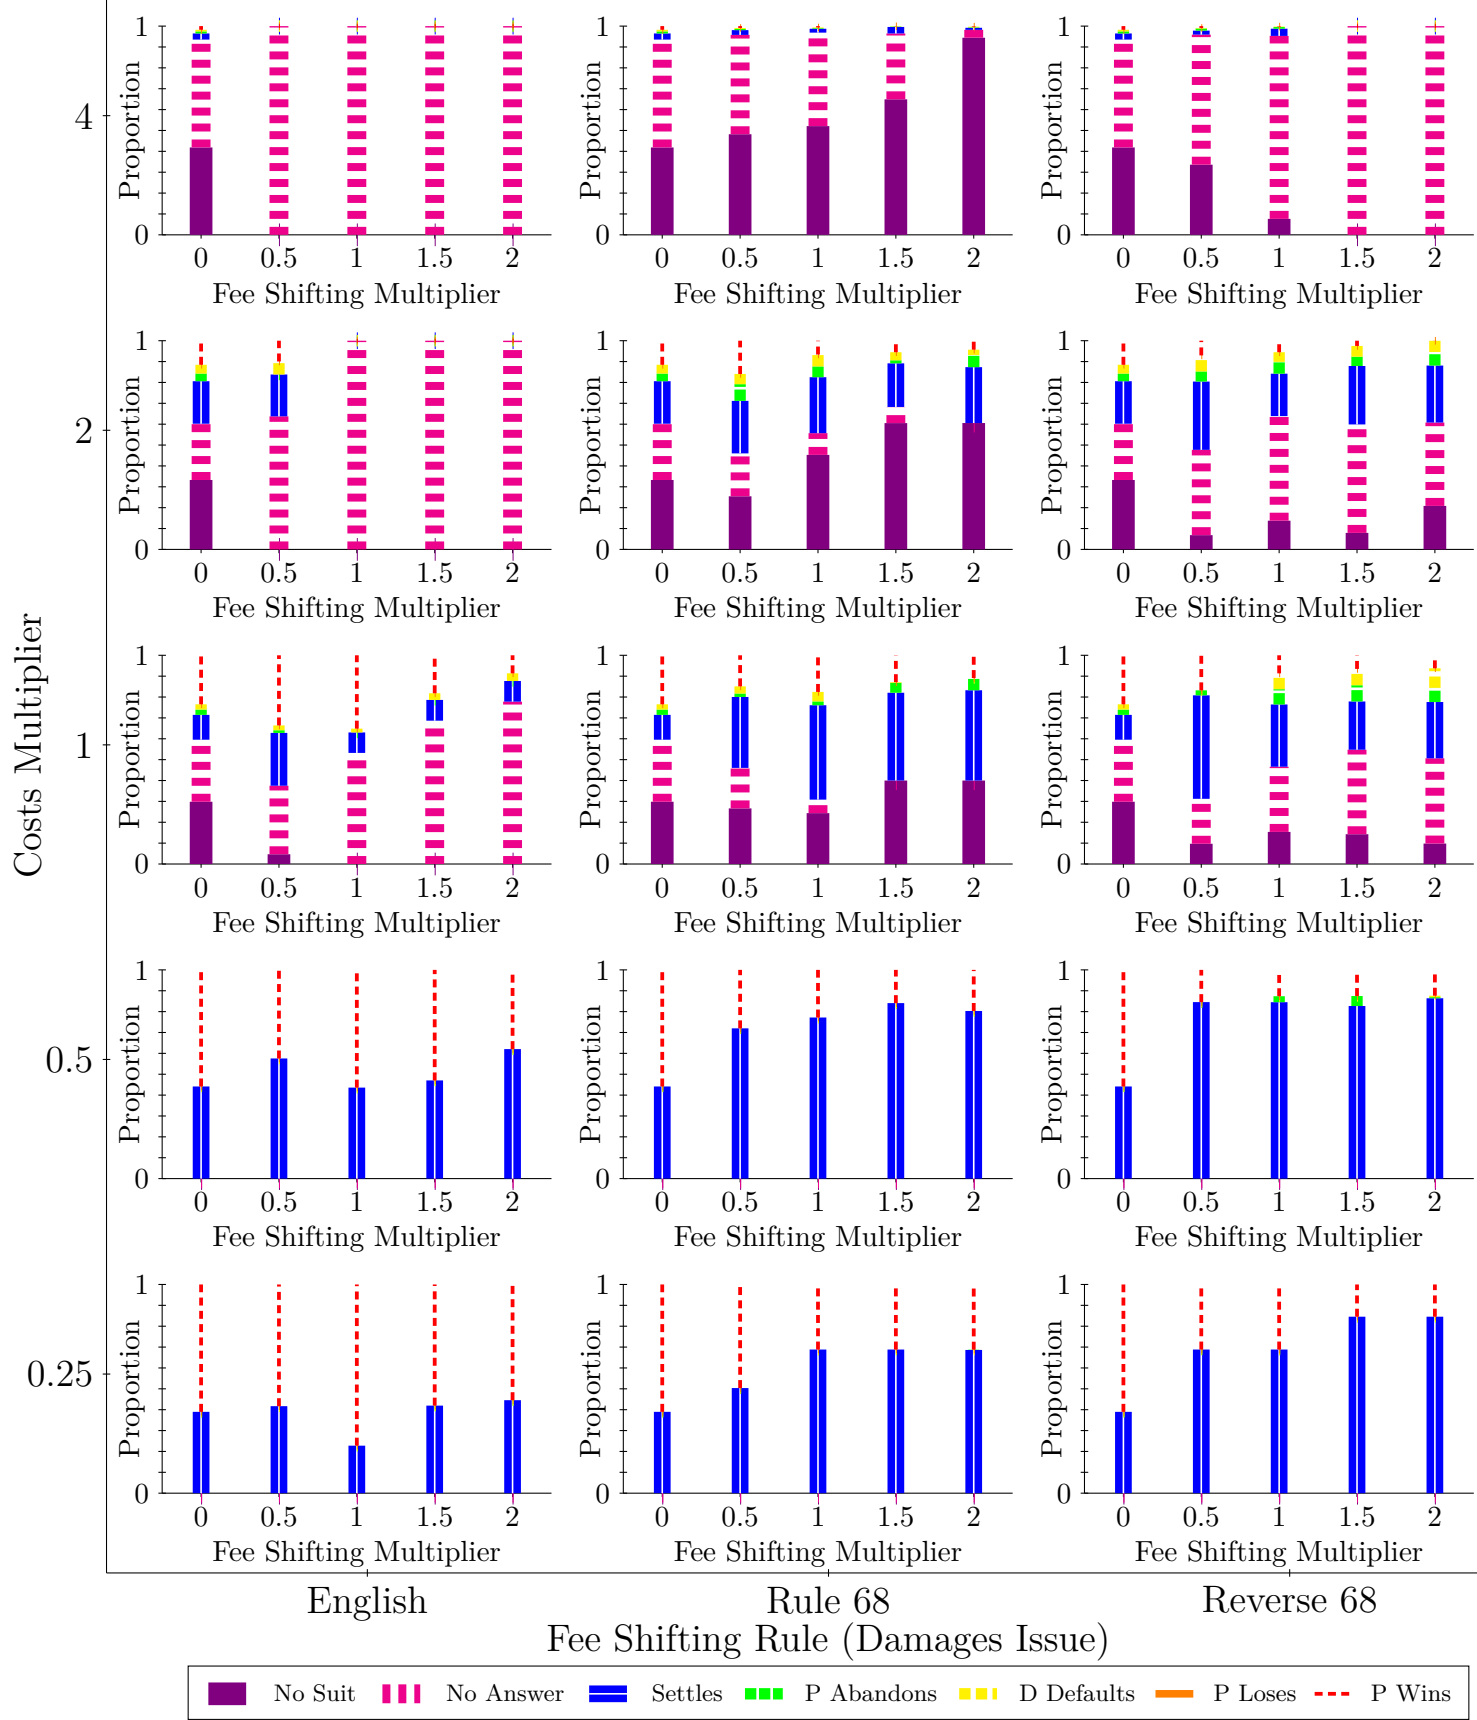 4
Proportion
1
0
0 0.5 1 1.5 2
Fee Shifting Multiplier
Proportion
1
0
0 0.5 1 1.5 2
Fee Shifting Multiplier
Proportion
1
0
0 0.5 1 1.5 2
Fee Shifting Multiplier
2
Proportion
1
0
0 0.5 1 1.5 2
Fee Shifting Multiplier
Proportion
1
0
0 0.5 1 1.5 2
Fee Shifting Multiplier
Proportion
1
0
0 0.5 1 1.5 2
Fee Shifting Multiplier
Costs Multiplier
1
Proportion
1
0
0 0.5 1 1.5 2
Fee Shifting Multiplier
Proportion
1
0
0 0.5 1 1.5 2
Fee Shifting Multiplier
Proportion
1
0
0 0.5 1 1.5 2
Fee Shifting Multiplier
0.5
Proportion
1
0
0 0.5 1 1.5 2
Fee Shifting Multiplier
Proportion
1
0
0 0.5 1 1.5 2
Fee Shifting Multiplier
Proportion
1
0
0 0.5 1 1.5 2
Fee Shifting Multiplier
0.25
Proportion
1
0
0 0.5 1 1.5 2
Fee Shifting Multiplier
Proportion
1
0
0 0.5 1 1.5 2
Fee Shifting Multiplier
Proportion
1
0
0 0.5 1 1.5 2
Fee Shifting Multiplier
English Rule 68 Reverse 68
Fee Shifting Rule (Damages Issue)
No Suit No Answer Settles P Abandons D Defaults P Loses P Wins